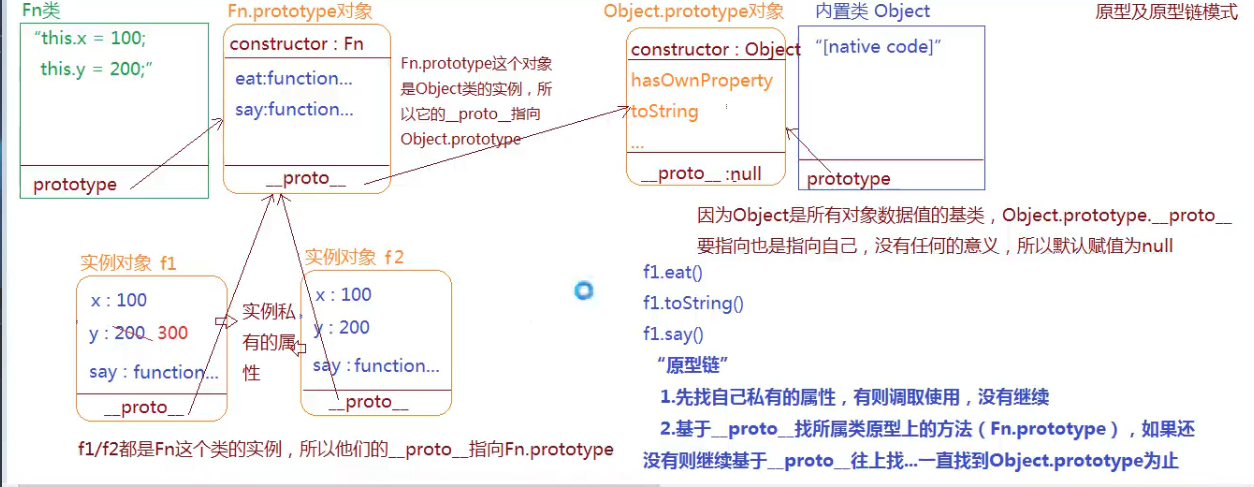 Fn类
Fn.prototype对象
Object.prototype对象
内置类 Object
原型及原型链模式
“this.x = 100;
this.y = 200;”
prototype
constructor : Fn
eat:function...
say:function...
__proto__
Fn.prototype这个对象
是Object类的实例，所
以它的__proto__指向
Object.prototype
constructor : Object
hasOwnProperty
toString
...
__proto__ :null
“[native code]”
prototype
因为Object是所有对象数据值的基类，Object.prototype.__proto__
要指向也是指向自己，没有任何的意义，所以默认赋值为null
实例对象 f1
x : 100
y : 200 300
say : function...
__proto__
实例私
有的属
性
实例对象 f2
x : 100
y : 200
say : function...
__proto__
f1/f2都是Fn这个类的实例，所以他们的__proto__指向Fn.prototype
f1.eat()
f1.toString()
f1.say()
“原型链”
1.先找自己私有的属性，有则调取使用，没有继续
2.基于__proto__找所属类原型上的方法（Fn.prototype），如果还
没有则继续基于__proto__往上找...一直找到Object.prototype为止